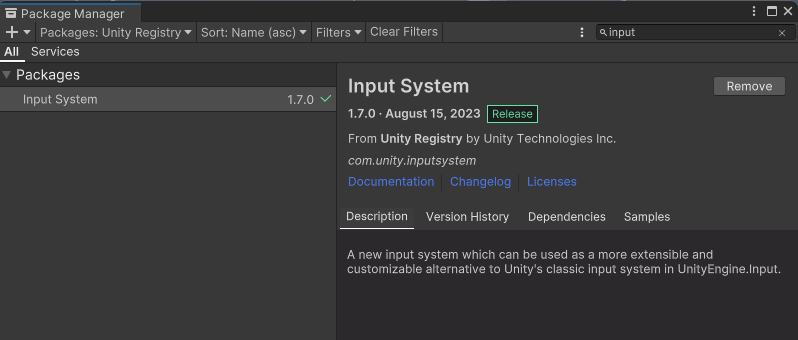 Package Manager
Packages: Unity Registry Sort: Name (asc) Filters Clear Filters input
All Services
Packages
Input System 1.7.0
Input System Remove
1.7.0 · August 15, 2023 Release
From Unity Registry by Unity Technologies Inc.
com.unity.inputsystem
Documentation Changelog Licenses
Description Version History Dependencies Samples
A new input system which can be used as a more extensible and
customizable alternative to Unity's classic input system in UnityEngine.Input.